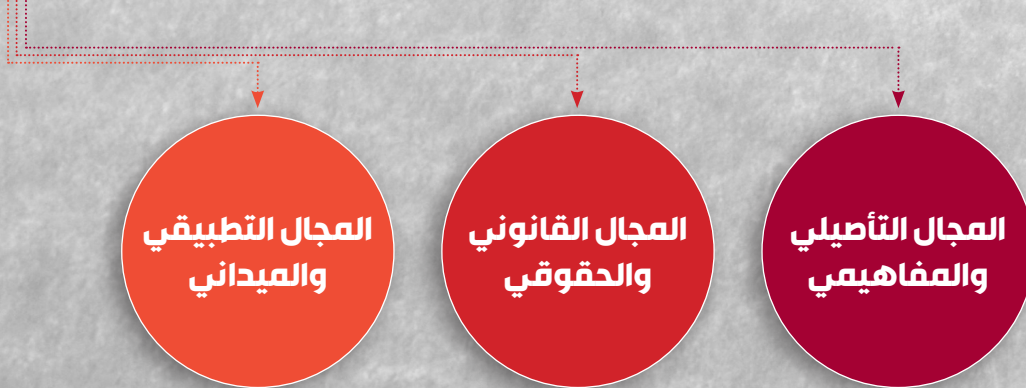 المجال التأصيلي
والمفاهيمي
المجال القانوني
والحقوقي
المجال التطبيقي
والميداني